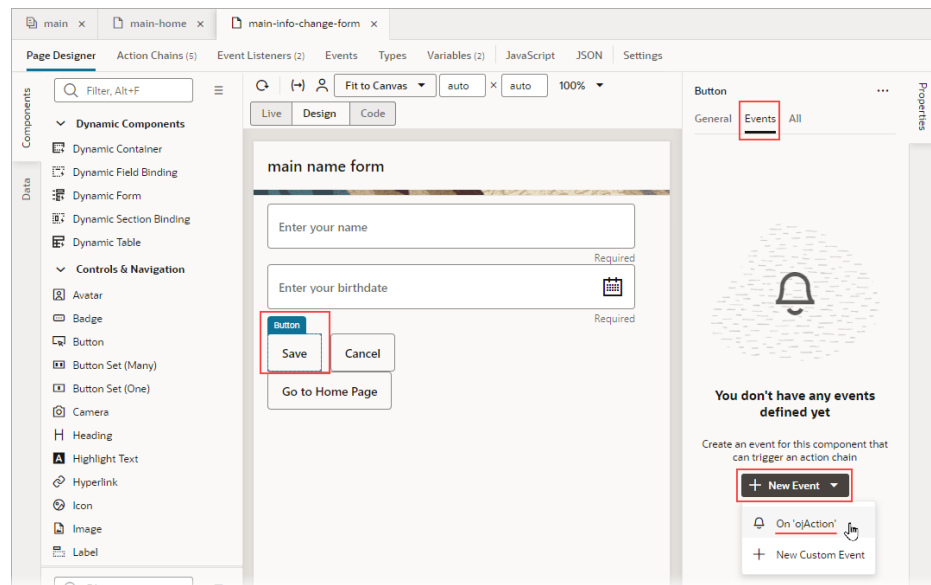 main ×
main-home ×
main-info-change-form ×
Page Designer
Action Chains (5)
Event Listeners (2)
Events
Types
Variables (2)
JavaScript
JSON
Settings
Components
Data
Filter, Alt+F
Dynamic Components
Dynamic Container
Dynamic Field Binding
Dynamic Form
Dynamic Section Binding
Dynamic Table
Controls & Navigation
Avatar
Badge
Button
Button Set (Many)
Button Set (One)
Camera
Heading
Highlight Text
Hyperlink
Icon
Image
Label
Fit to Canvas
auto × auto
100%
Live
Design
Code
main name form
Enter your name
Required
Enter your birthdate
Required
Button
Save
Cancel
Go to Home Page
Button
General
Events
All
You don't have any events
defined yet
Create an event for this component that
can trigger an action chain
+ New Event
On 'ojAction'
+ New Custom Event
Properties